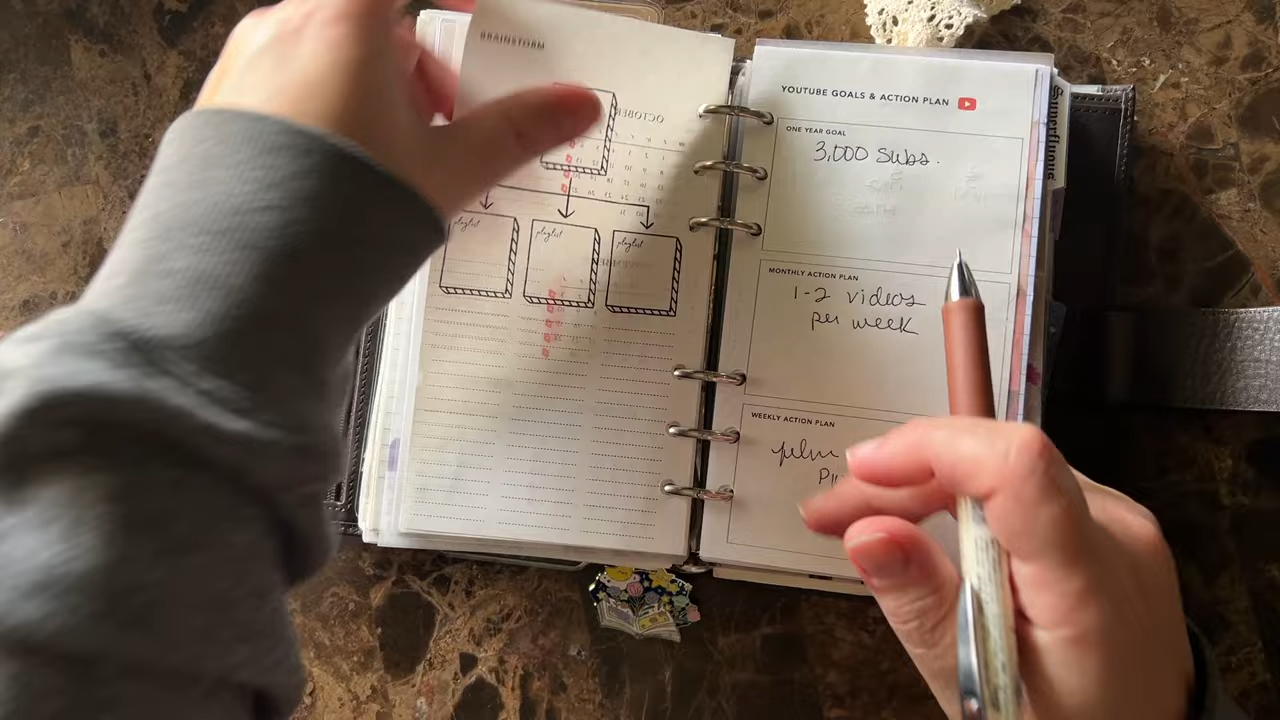 BRAINSTORM
OCTOBER
playlist
playlist
playlist
YOUTUBE GOALS & ACTION PLAN
ONE YEAR GOAL
3,000 subs.
MONTHLY ACTION PLAN
1-2 videos
per week
WEEKLY ACTION PLAN
Superfluous